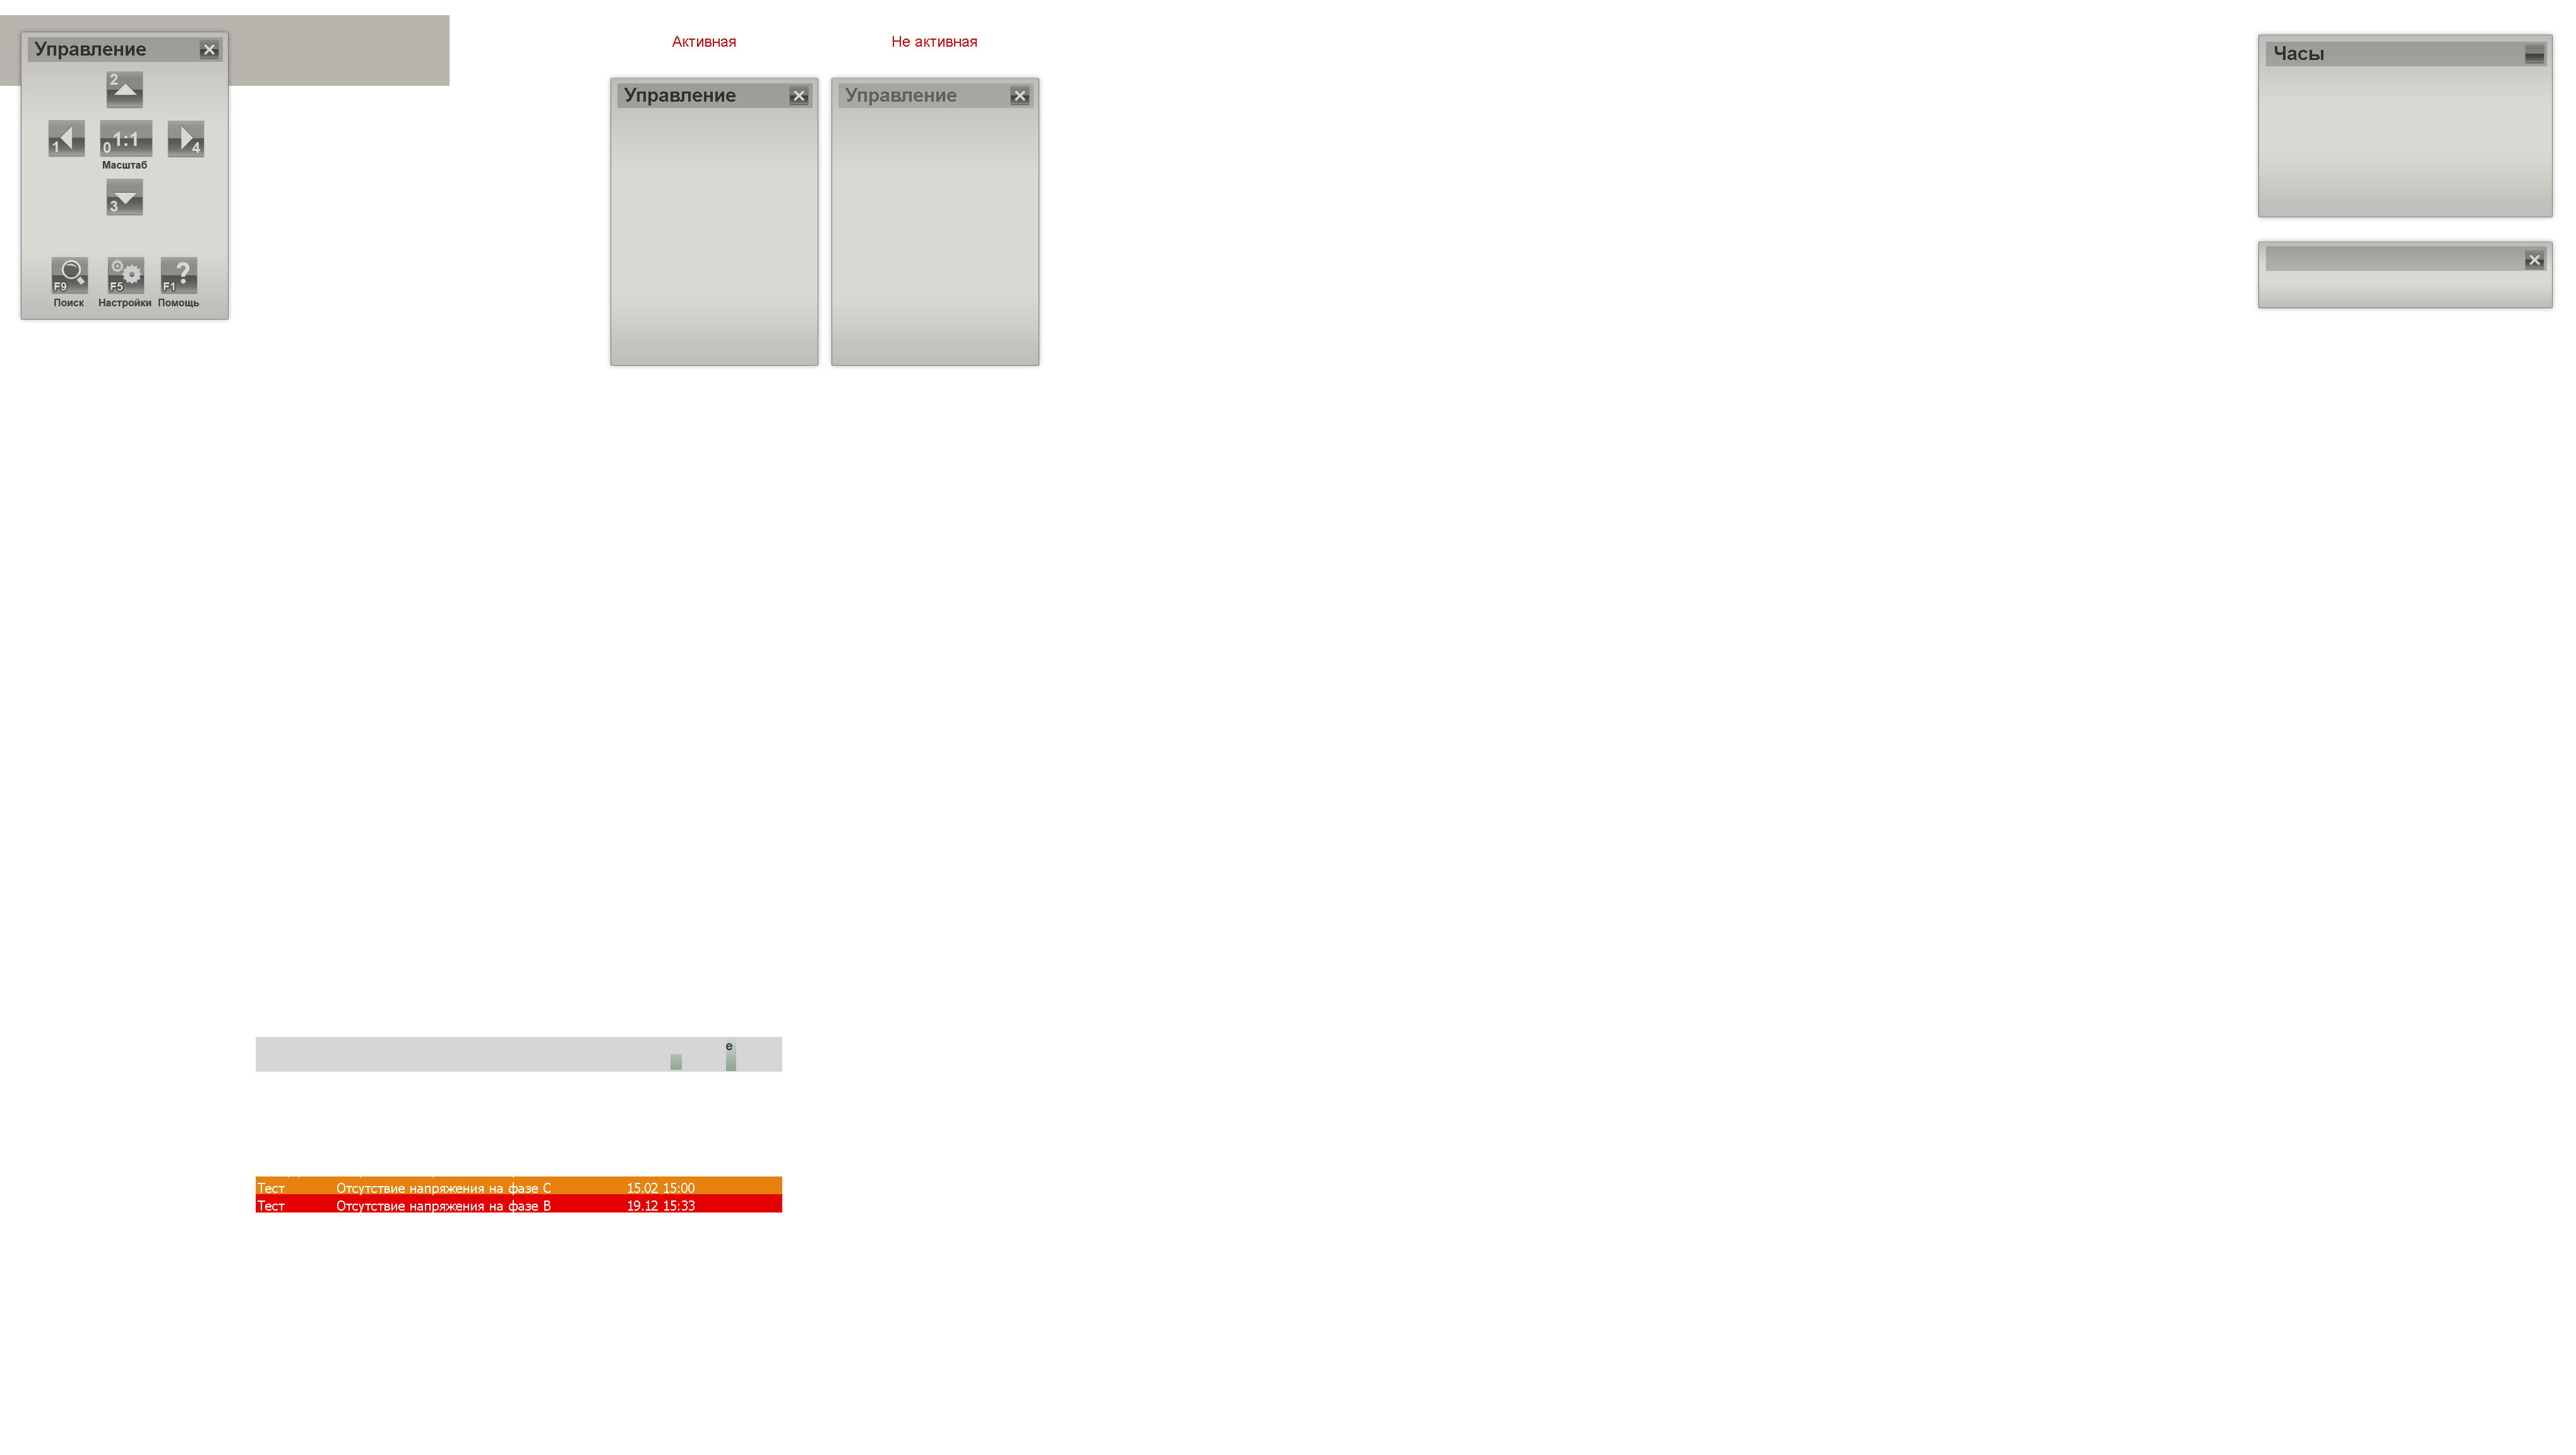 Управление
2
1
1:1
0
4
Масштаб
3
F9
F5
?
F1
Поиск
Настройки
Помощь
Активная
Не активная
Управление
Управление
Часы
е
Тест Отсутствие напряжения на фазе С 15.02 15:00
Тест Отсутствие напряжения на фазе В 19.12 15:33